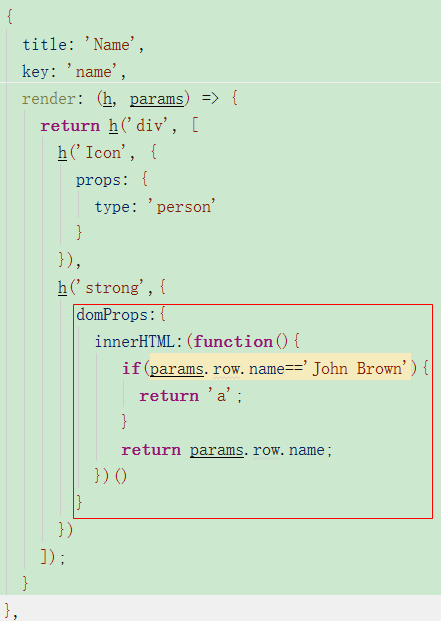 {
title: 'Name',
key: 'name',
render: (h, params) => {
return h('div', [
h('Icon', {
props: {
type: 'person'
}
}),
h('strong',{
domProps:{
innerHTML:(function(){
if(params.row.name=='John Brown'){
return 'a';
}
return params.row.name;
})()
}
})
]);
}
},